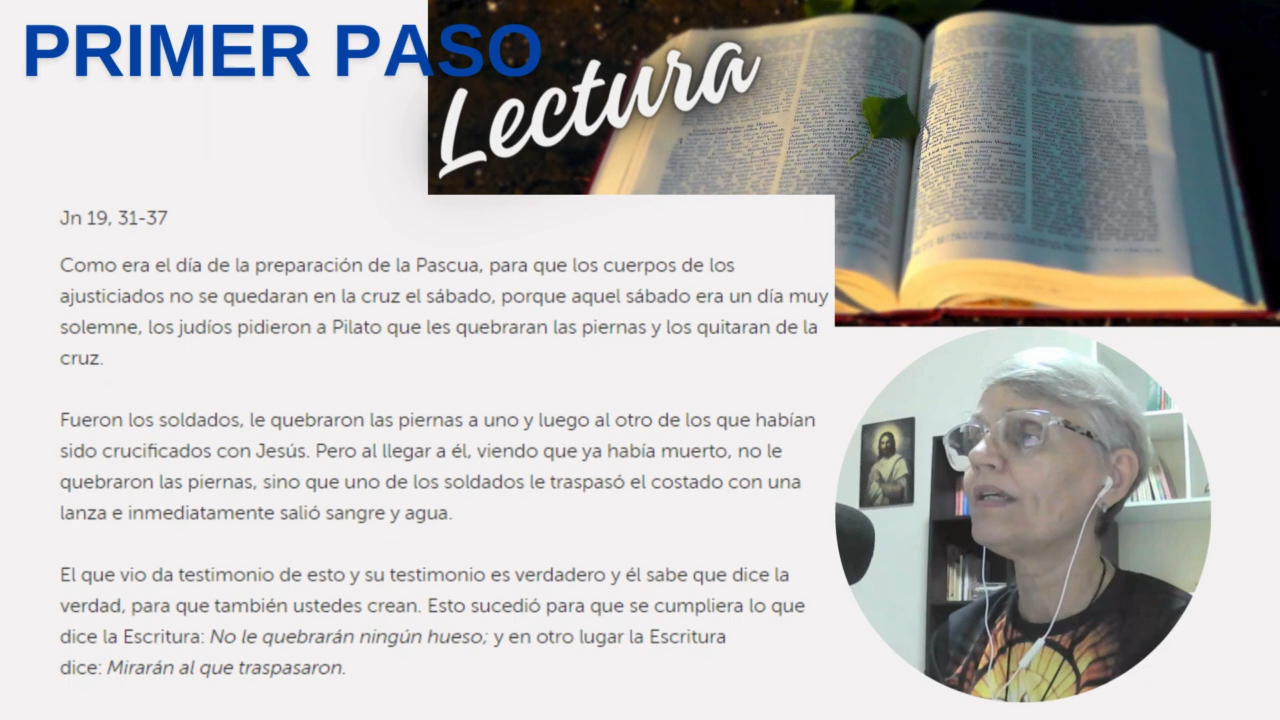 PRIMER PASO
Lectura
Jn 19, 31-37
Como era el día de la preparación de la Pascua, para que los cuerpos de los
ajusticiados no se quedaran en la cruz el sábado, porque aquel sábado era un día muy
solemne, los judíos pidieron a Pilato que les quebraran las piernas y los quitaran de la
cruz.
Fueron los soldados, le quebraron las piernas a uno y luego al otro de los que habían
sido crucificados con Jesús. Pero al llegar a él, viendo que ya había muerto, no le
quebraron las piernas, sino que uno de los soldados le traspasó el costado con una
lanza e inmediatamente salió sangre y agua.
El que vio da testimonio de esto y su testimonio es verdadero y él sabe que dice la
verdad, para que también ustedes crean. Esto sucedió para que se cumpliera lo que
dice la Escritura: No le quebrarán ningún hueso; y en otro lugar la Escritura
dice: Mirarán al que traspasaron.